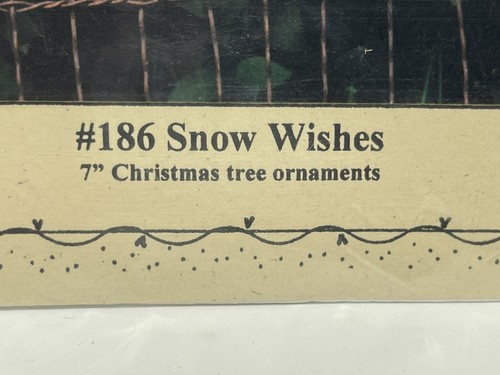 #186 Snow Wishes
7” Christmas tree ornaments